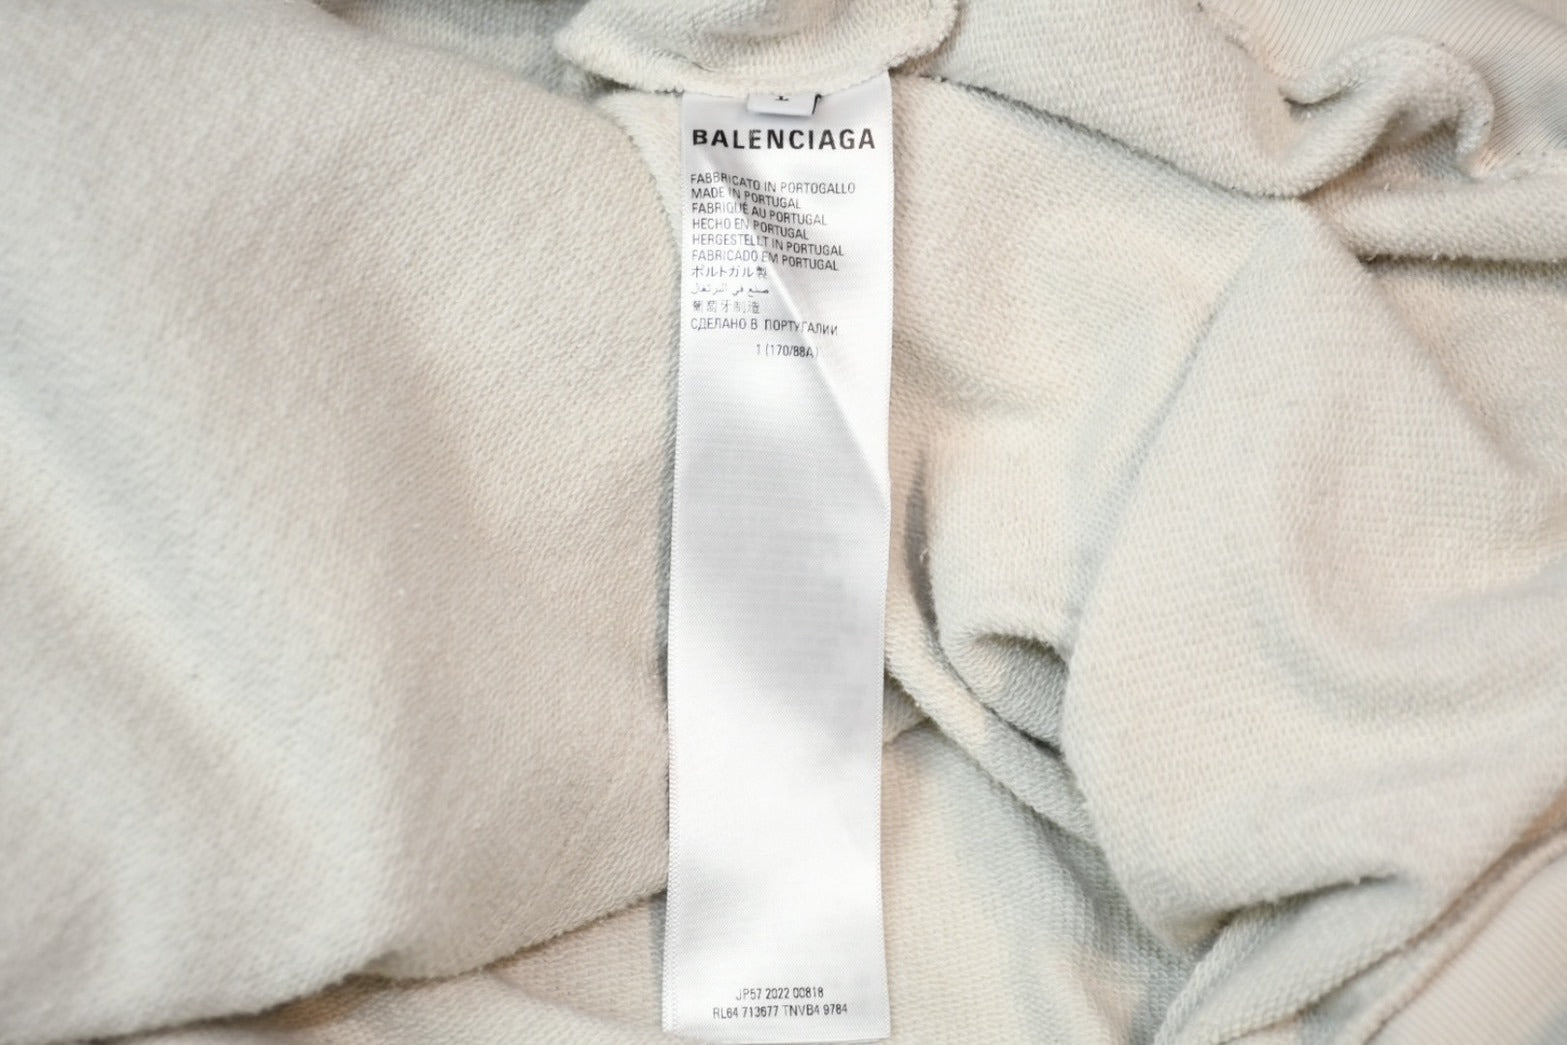 1
BALENCIAGA
FABBRICATO IN PORTOGALLO
MADE IN PORTUGAL
FABRIQUÉ AU PORTUGAL
HECHO EN PORTUGAL
HERGESTELLT IN PORTUGAL
FABRICADO EM PORTUGAL
ポルトガル製
صنع في البرتغال
葡萄牙制造
СДЕЛАНО В ПОРТУГАЛИИ
1 (170/88A)
JP57 2022 00818
RL64 713677 TNVB4 9784